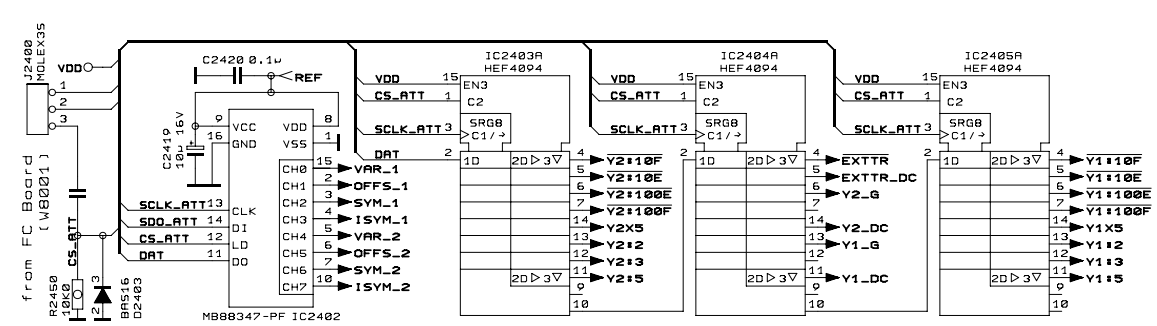 from FC Board
[W8001]
J2400
MOLEX3S
VDD
1
2
3
C2420 0.1u
REF
C2419
10u 16V
9
16
VCC
GND
VDD
VSS
8
1
CH0 15 VAR_1
CH1 2 OFFS_1
CH2 3 SYM_1
CH3 4 ISYM_1
CH4 5 VAR_2
CH5 6 OFFS_2
CH6 7 SYM_2
CH7 10 ISYM_2
SCLK_ATT 13 CLK
SDO_ATT 14 DI
CS_ATT 12 LD
DAT 11 DO
MB88347-PF IC2402
CS_ATT
R2450
10K0
3
2
BAS16
D2403
IC2403A
HEF4094
VDD 15 EN3
CS_ATT 1 C2
SRG8
SCLK_ATT 3 C1/→
DAT 2 1D
2D▷3▽ 4 Y2:10F
5 Y2:10E
6 Y2:100E
7 Y2:100F
14 Y2X5
13 Y2:2
12 Y2:3
2D▷3▽ 11 Y2:5
9
10
IC2404A
HEF4094
VDD 15 EN3
CS_ATT 1 C2
SRG8
SCLK_ATT 3 C1/→
2 1D
2D▷3▽ 4 EXTTR
5 EXTTR_DC
6 Y2_G
7
14 Y2_DC
13 Y1_G
12
2D▷3▽ 11 Y1_DC
9
10
IC2405A
HEF4094
VDD 15 EN3
CS_ATT 1 C2
SRG8
SCLK_ATT 3 C1/→
2 1D
2D▷3▽ 4 Y1:10F
5 Y1:10E
6 Y1:100E
7 Y1:100F
14 Y1X5
13 Y1:2
12 Y1:3
2D▷3▽ 11 Y1:5
9
10